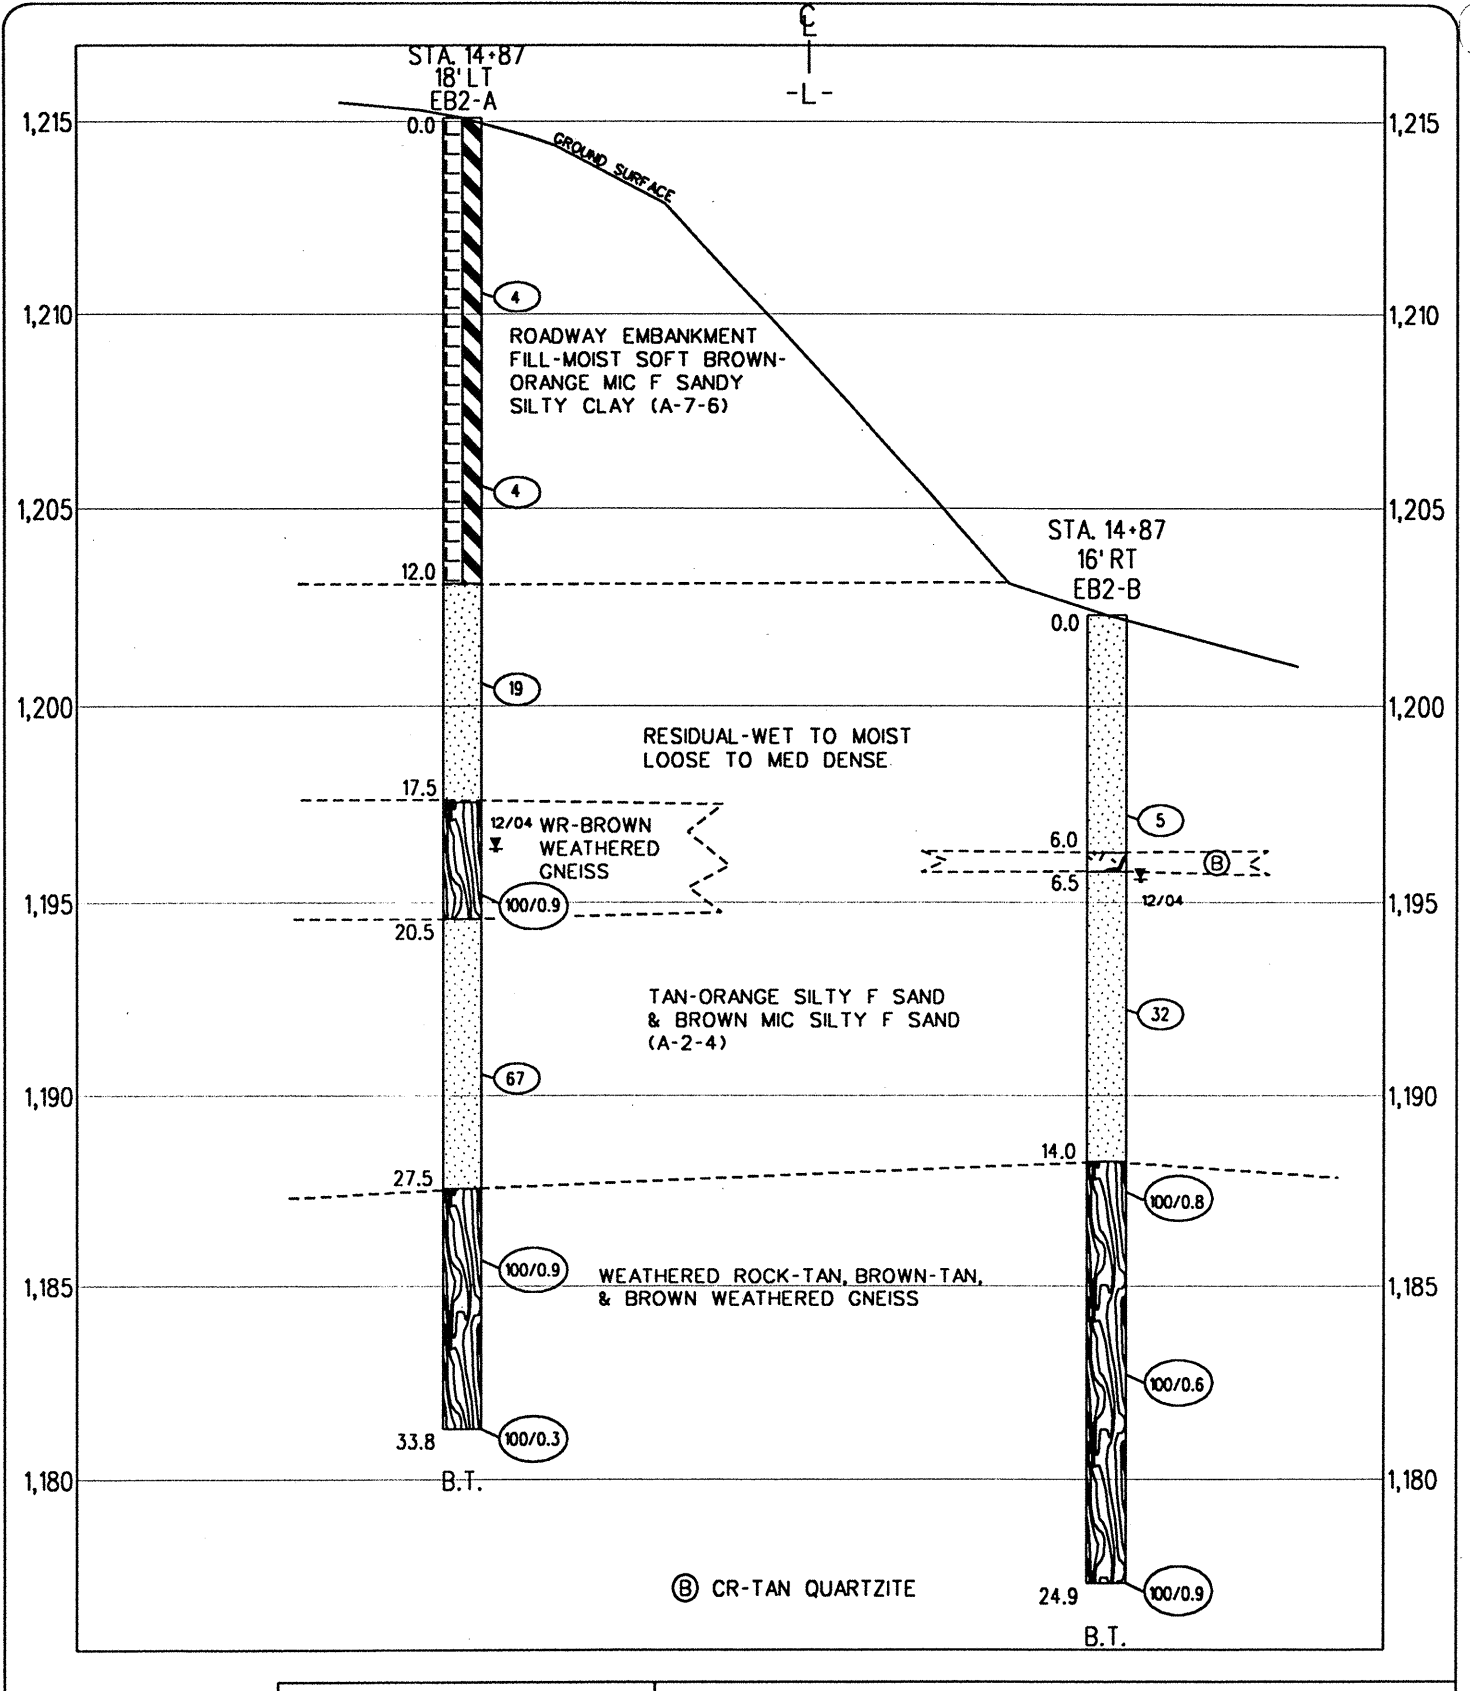 ℄
-L-
STA. 14+87
18' LT
EB2-A
1,215
0.0
1,215
GROUND SURFACE
4
1,210
1,210
ROADWAY EMBANKMENT
FILL-MOIST SOFT BROWN-
ORANGE MIC F SANDY
SILTY CLAY (A-7-6)
4
1,205
1,205
STA. 14+87
16' RT
EB2-B
12.0
0.0
19
1,200
1,200
RESIDUAL-WET TO MOIST
LOOSE TO MED DENSE
17.5
12/04 WR-BROWN
WEATHERED
GNEISS
5
6.0
B
6.5
12/04
100/0.9
1,195
1,195
20.5
TAN-ORANGE SILTY F SAND
& BROWN MIC SILTY F SAND
(A-2-4)
32
67
1,190
1,190
14.0
27.5
100/0.8
100/0.9
WEATHERED ROCK-TAN, BROWN-TAN,
& BROWN WEATHERED GNEISS
1,185
1,185
100/0.6
33.8
100/0.3
1,180
B.T.
1,180
B CR-TAN QUARTZITE
24.9
100/0.9
B.T.